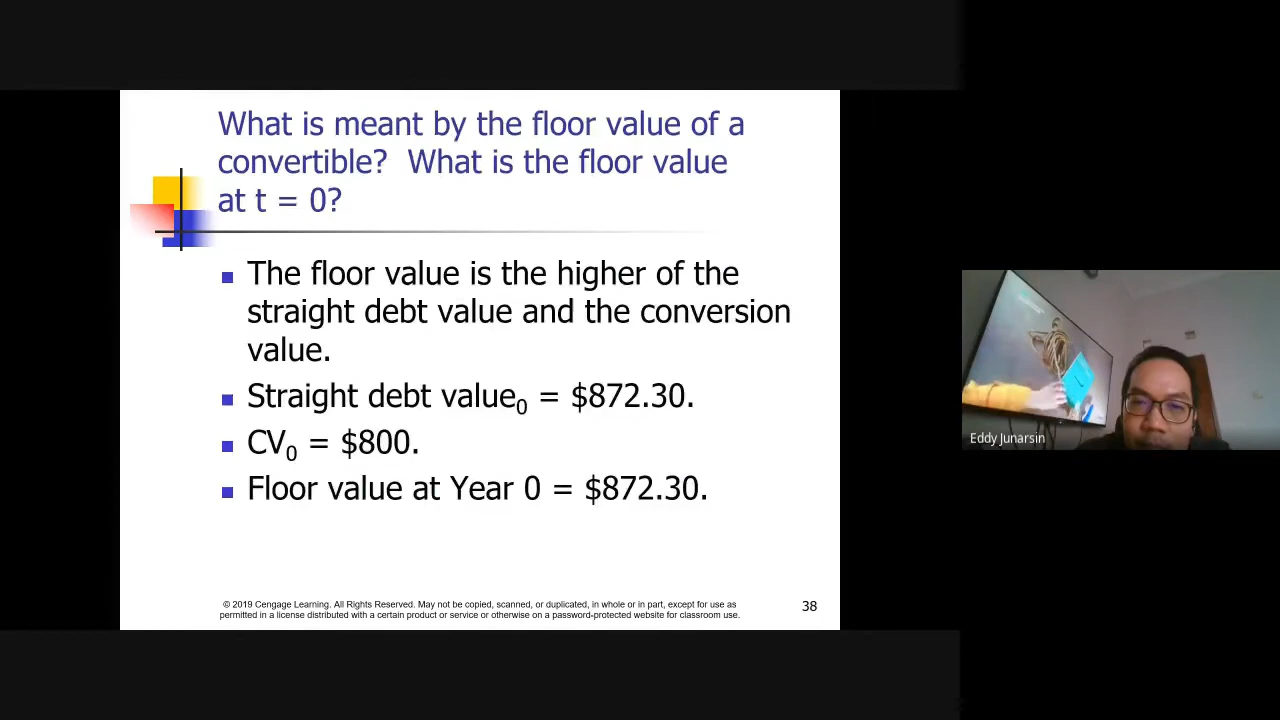 What is meant by the floor value of a
convertible? What is the floor value
at t = 0?
The floor value is the higher of the
straight debt value and the conversion
value.
Straight debt value0 = $872.30.
CV0 = $800.
Floor value at Year 0 = $872.30.
© 2019 Cengage Learning. All Rights Reserved. May not be copied, scanned, or duplicated, in whole or in part, except for use as
permitted in a license distributed with a certain product or service or otherwise on a password-protected website for classroom use.
38
Eddy Junarsin